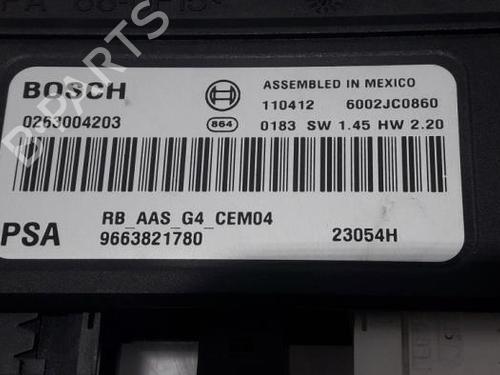 BOSCH
ASSEMBLED IN MEXICO
110412 6002JC0860
0263004203
864
0183 SW 1.45 HW 2.20
RB_AAS_G4_CEM04
PSA 9663821780 23054H
B-PARTS